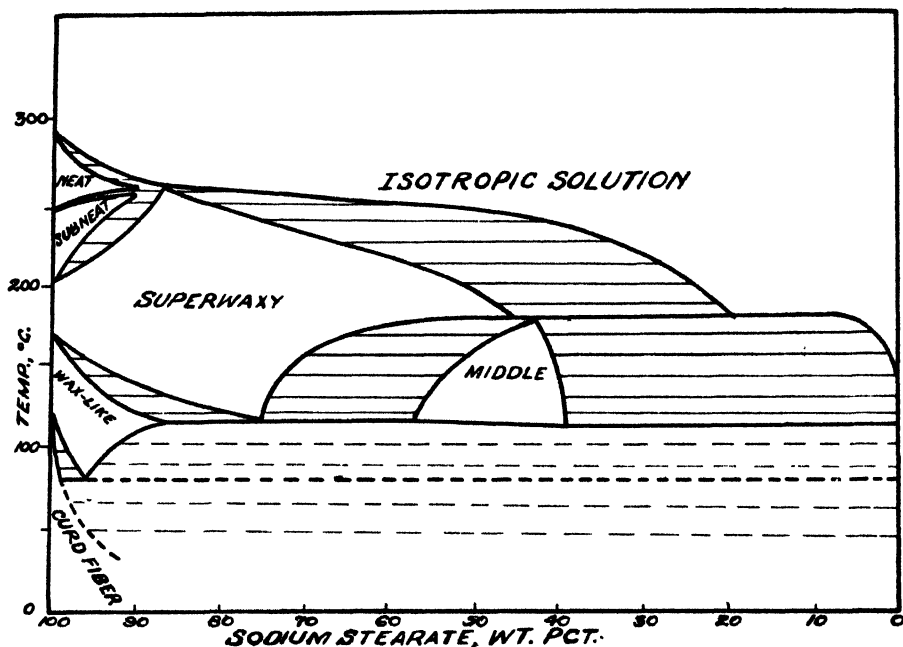 300
NEAT
ISOTROPIC SOLUTION
SUBNEAT
200
SUPERWAXY
TEMP., °C.
WAX-LIKE
MIDDLE
100
CURD FIBER
0
100 90 80 70 60 50 40 30 20 10 0
SODIUM STEARATE, WT. PCT.